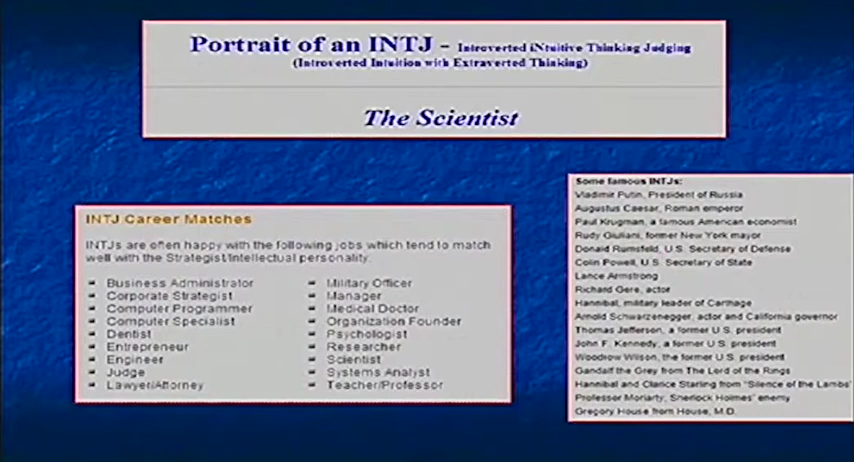 Portrait of an INTJ - Introverted iNtuitive Thinking Judging
(Introverted Intuition with Extraverted Thinking)
The Scientist
INTJ Career Matches
INTJs are often happy with the following jobs which tend to match
well with the Strategist/Intellectual personality:
Business Administrator
Corporate Strategist
Computer Programmer
Computer Specialist
Dentist
Entrepreneur
Engineer
Judge
Lawyer/Attorney
Military Officer
Manager
Medical Doctor
Organization Founder
Psychologist
Researcher
Scientist
Systems Analyst
Teacher/Professor
Some famous INTJs:
Vladimir Putin, President of Russia
Augustus Caesar, Roman emperor
Paul Krugman, a famous American economist
Rudy Giuliani, former New York mayor
Donald Rumsfeld, U.S. Secretary of Defense
Colin Powell, U.S. Secretary of State
Lance Armstrong
Richard Gere, actor
Hannibal, military leader of Carthage
Arnold Schwarzenegger, actor and California governor
Thomas Jefferson, a former U.S. president
John F. Kennedy, a former U.S. president
Woodrow Wilson, the former U.S. president
Gandalf the Grey from The Lord of the Rings
Hannibal and Clarice Starling from "Silence of the Lambs"
Professor Moriarty, Sherlock Holmes' enemy
Gregory House from House, M.D.